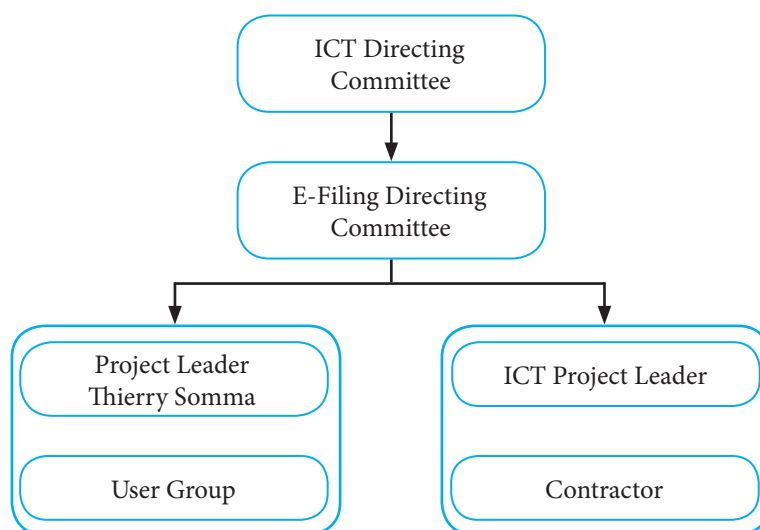 ICT Directing
Committee
E-Filing Directing
Committee
Project Leader
Thierry Somma
User Group
ICT Project Leader
Contractor